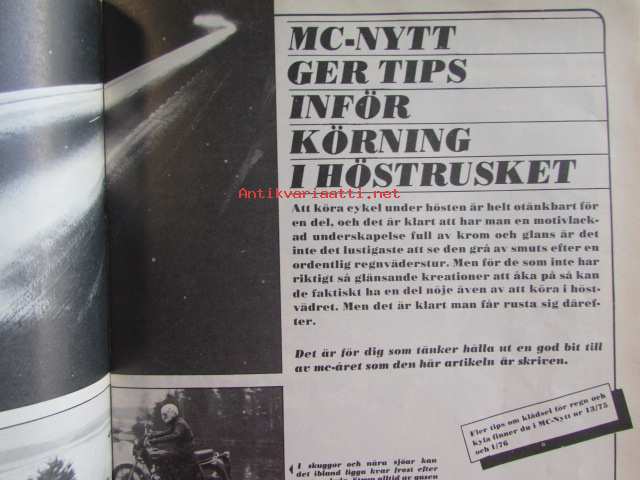 MC-NYTT
GER TIPS
INFÖR
KÖRNING
I HÖSTRUSKET
Antikvariaatti.net
Att köra cykel under hösten är helt otänkbart för
en del, och det är klart att har man en motivlack-
ad underskapelse full av krom och glans är det
inte det lustigaste att se den grå av smuts efter en
ordentlig regnväderstur. Men för de som inte har
riktigt så glänsande kreationer att åka på så kan
de faktiskt ha en del nöje även av att köra i höst-
vädret. Men det är klart man får rusta sig däref-
ter.
Det är för dig som tänker hålla ut en god bit till
av mc-året som den här artikeln är skriven.
Fler tips om klädsel för regn och
kyla finner du i MC-Nytt nr 13/75
och 1/76
I skuggor och nära sjöar kan
det ibland ligga kvar frost efter
alltid av gasen